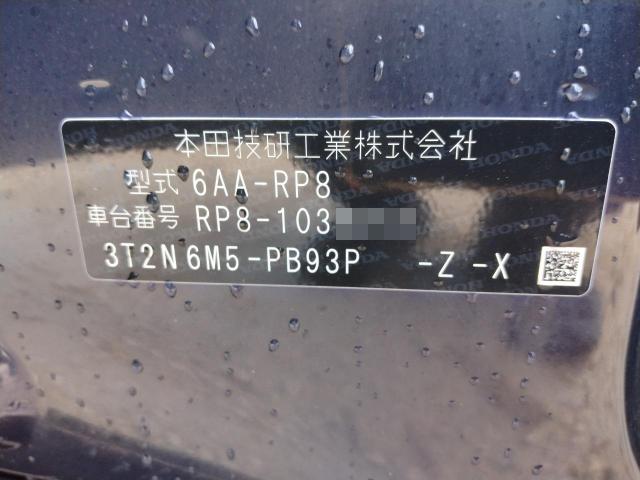 本田技研工業株式会社
型式 6AA-RP8
車台番号 RP8-103
3T2N6M5-PB93P -Z -X